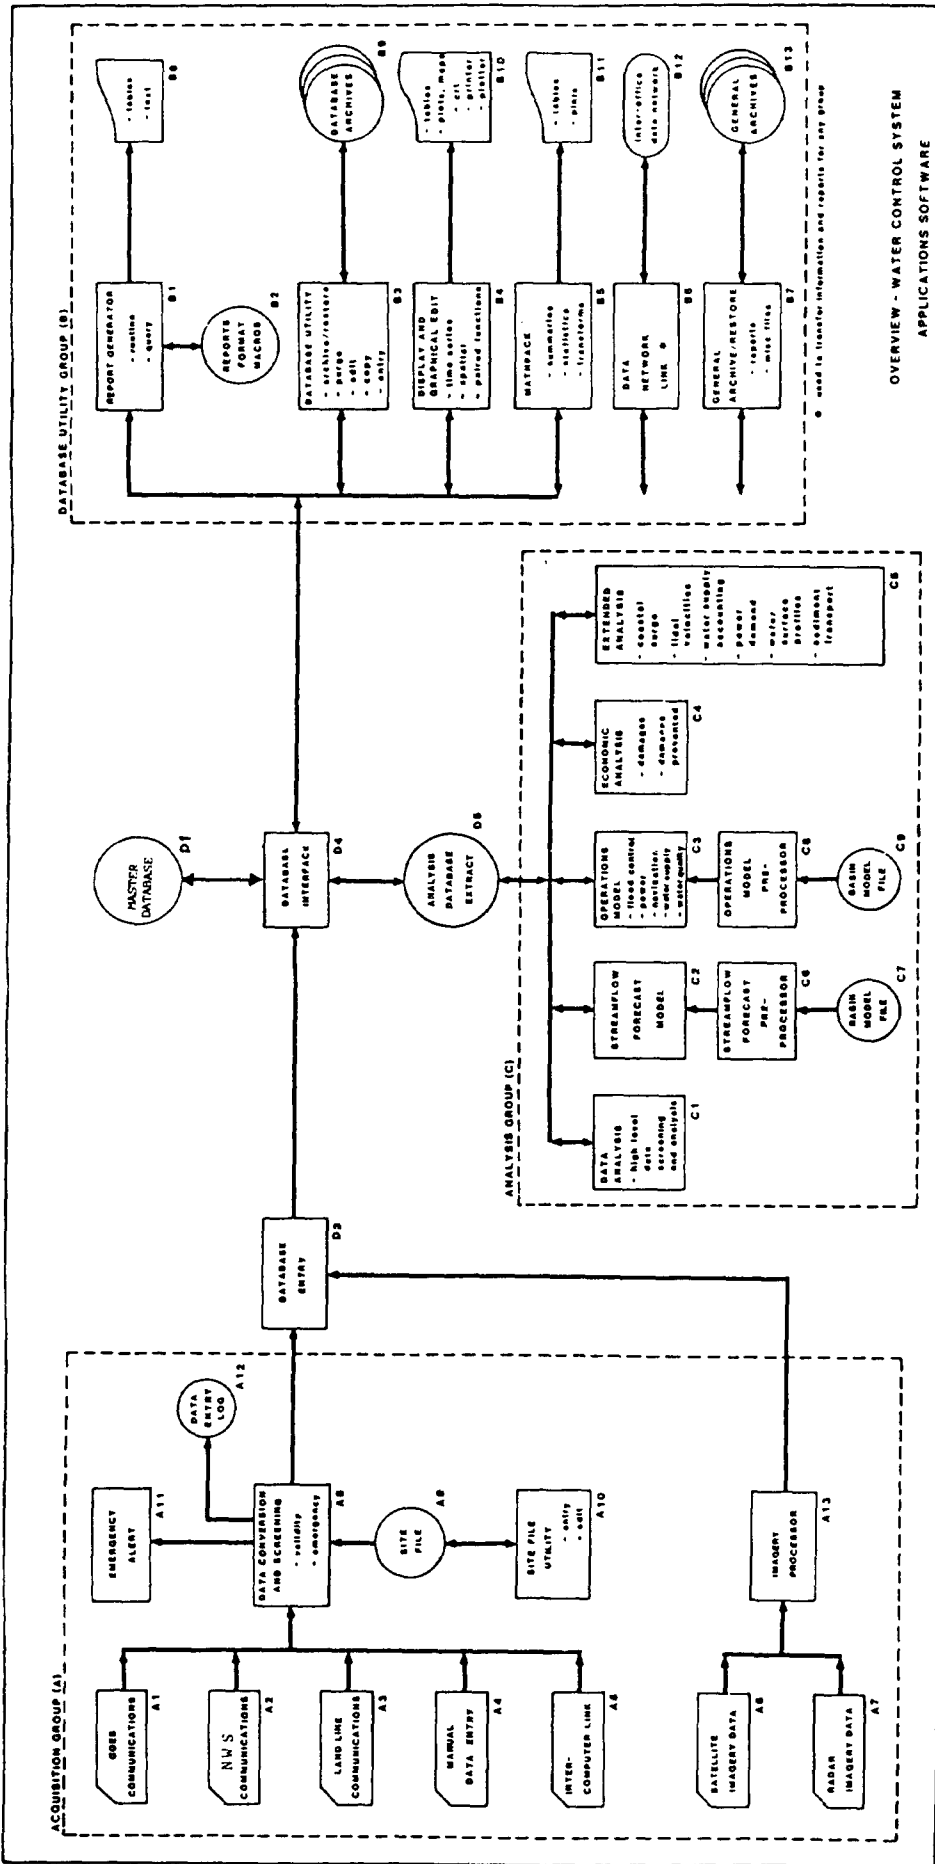 OVERVIEW - WATER CONTROL SYSTEM
APPLICATIONS SOFTWARE
ACQUISITION GROUP (A)
GOES
COMMUNICATIONS
A1
NWS
COMMUNICATIONS
A2
LAND LINE
COMMUNICATIONS
A3
MANUAL
DATA ENTRY
A4
INTER-
COMPUTER LINK
A5
SATELLITE
IMAGERY DATA
A6
RADAR
IMAGERY DATA
A7
EMERGENCY
ALERT
A11
DATA
ENTRY
LOG
A12
DATA CONVERSION
AND SCREENING
- validity
- emergency
A8
SITE
FILE
A9
SITE FILE
UTILITY
- entry
- edit
A10
IMAGERY
PROCESSOR
A13
DATABASE
ENTRY
D3
MASTER
DATABASE
D1
DATABASE
INTERFACE
D4
ANALYSIS
DATABASE
EXTRACT
D5
ANALYSIS GROUP (C)
DATA
ANALYSIS
- high level
data
screening
and analysis
C1
STREAMFLOW
FORECAST
MODEL
C2
STREAMFLOW
FORECAST
PRE-
PROCESSOR
C6
BASIN
MODEL
FILE
C7
OPERATIONS
MODEL
- flood control
- power
- navigation
- water supply
- water quality
C3
OPERATIONS
MODEL
PRE-
PROCESSOR
C8
BASIN
MODEL
FILE
C9
ECONOMIC
ANALYSIS
- damages
- damages
prevented
C4
EXTENDED
ANALYSIS
- coastal
surge
- tidal
velocities
- water supply
accounting
- power
demand
- water
surface
profiles
- sediment
transport
C5
DATABASE UTILITY GROUP (B)
REPORT GENERATOR
- routine
- query
B1
REPORTS
FORMAT
MACROS
B2
DATABASE UTILITY
- archive/restore
- purge
- edit
- copy
- entry
B3
DISPLAY AND
GRAPHICAL EDIT
- time series
- spatial
- paired functions
B4
MATHPACK
- summaries
- statistics
- transforms
B5
DATA
NETWORK
LINK *
B6
GENERAL
ARCHIVE/RESTORE
- reports
- misc files
B7
- tables
- text
B8
DATABASE
ARCHIVES
B9
- tables
- plots, maps
- crt
- printer
- plotter
B10
- tables
- plots
B11
inter-office
data network
B12
GENERAL
ARCHIVES
B13
* used to transfer information and reports for any group